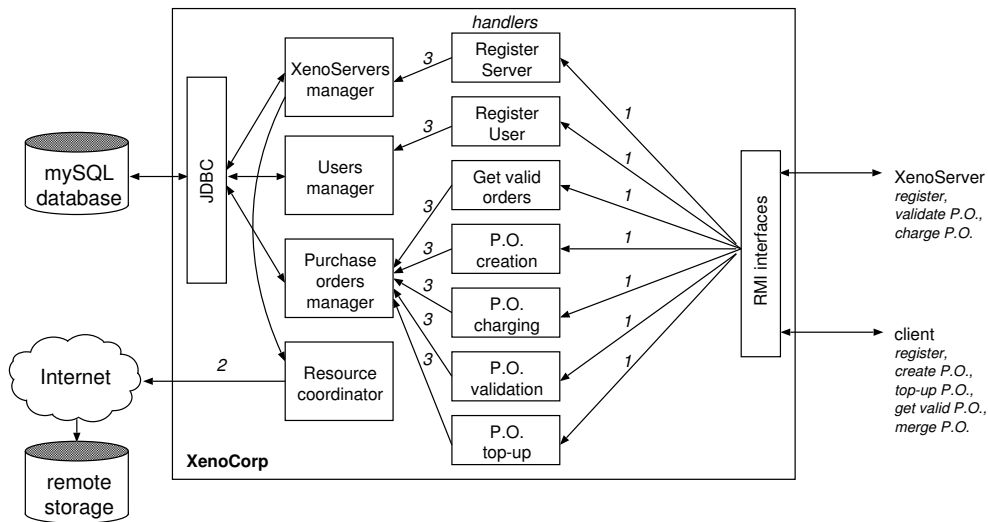 handlers
XenoServers
manager
Register
Server
3
1
Register
User
3
1
JDBC
mySQL
database
Users
manager
Get valid
orders
3
1
RMI interfaces
XenoServer
register,
validate P.O.
charge P.O.
Purchase
orders
manager
P.O.
creation
3
1
P.O.
charging
3
1
P.O.
validation
3
1
P.O.
top-up
3
1
client
register,
create P.O.,
top-up P.O.,
get valid P.O.,
merge P.O.
Internet
2
Resource
coordinator
XenoCorp
remote
storage